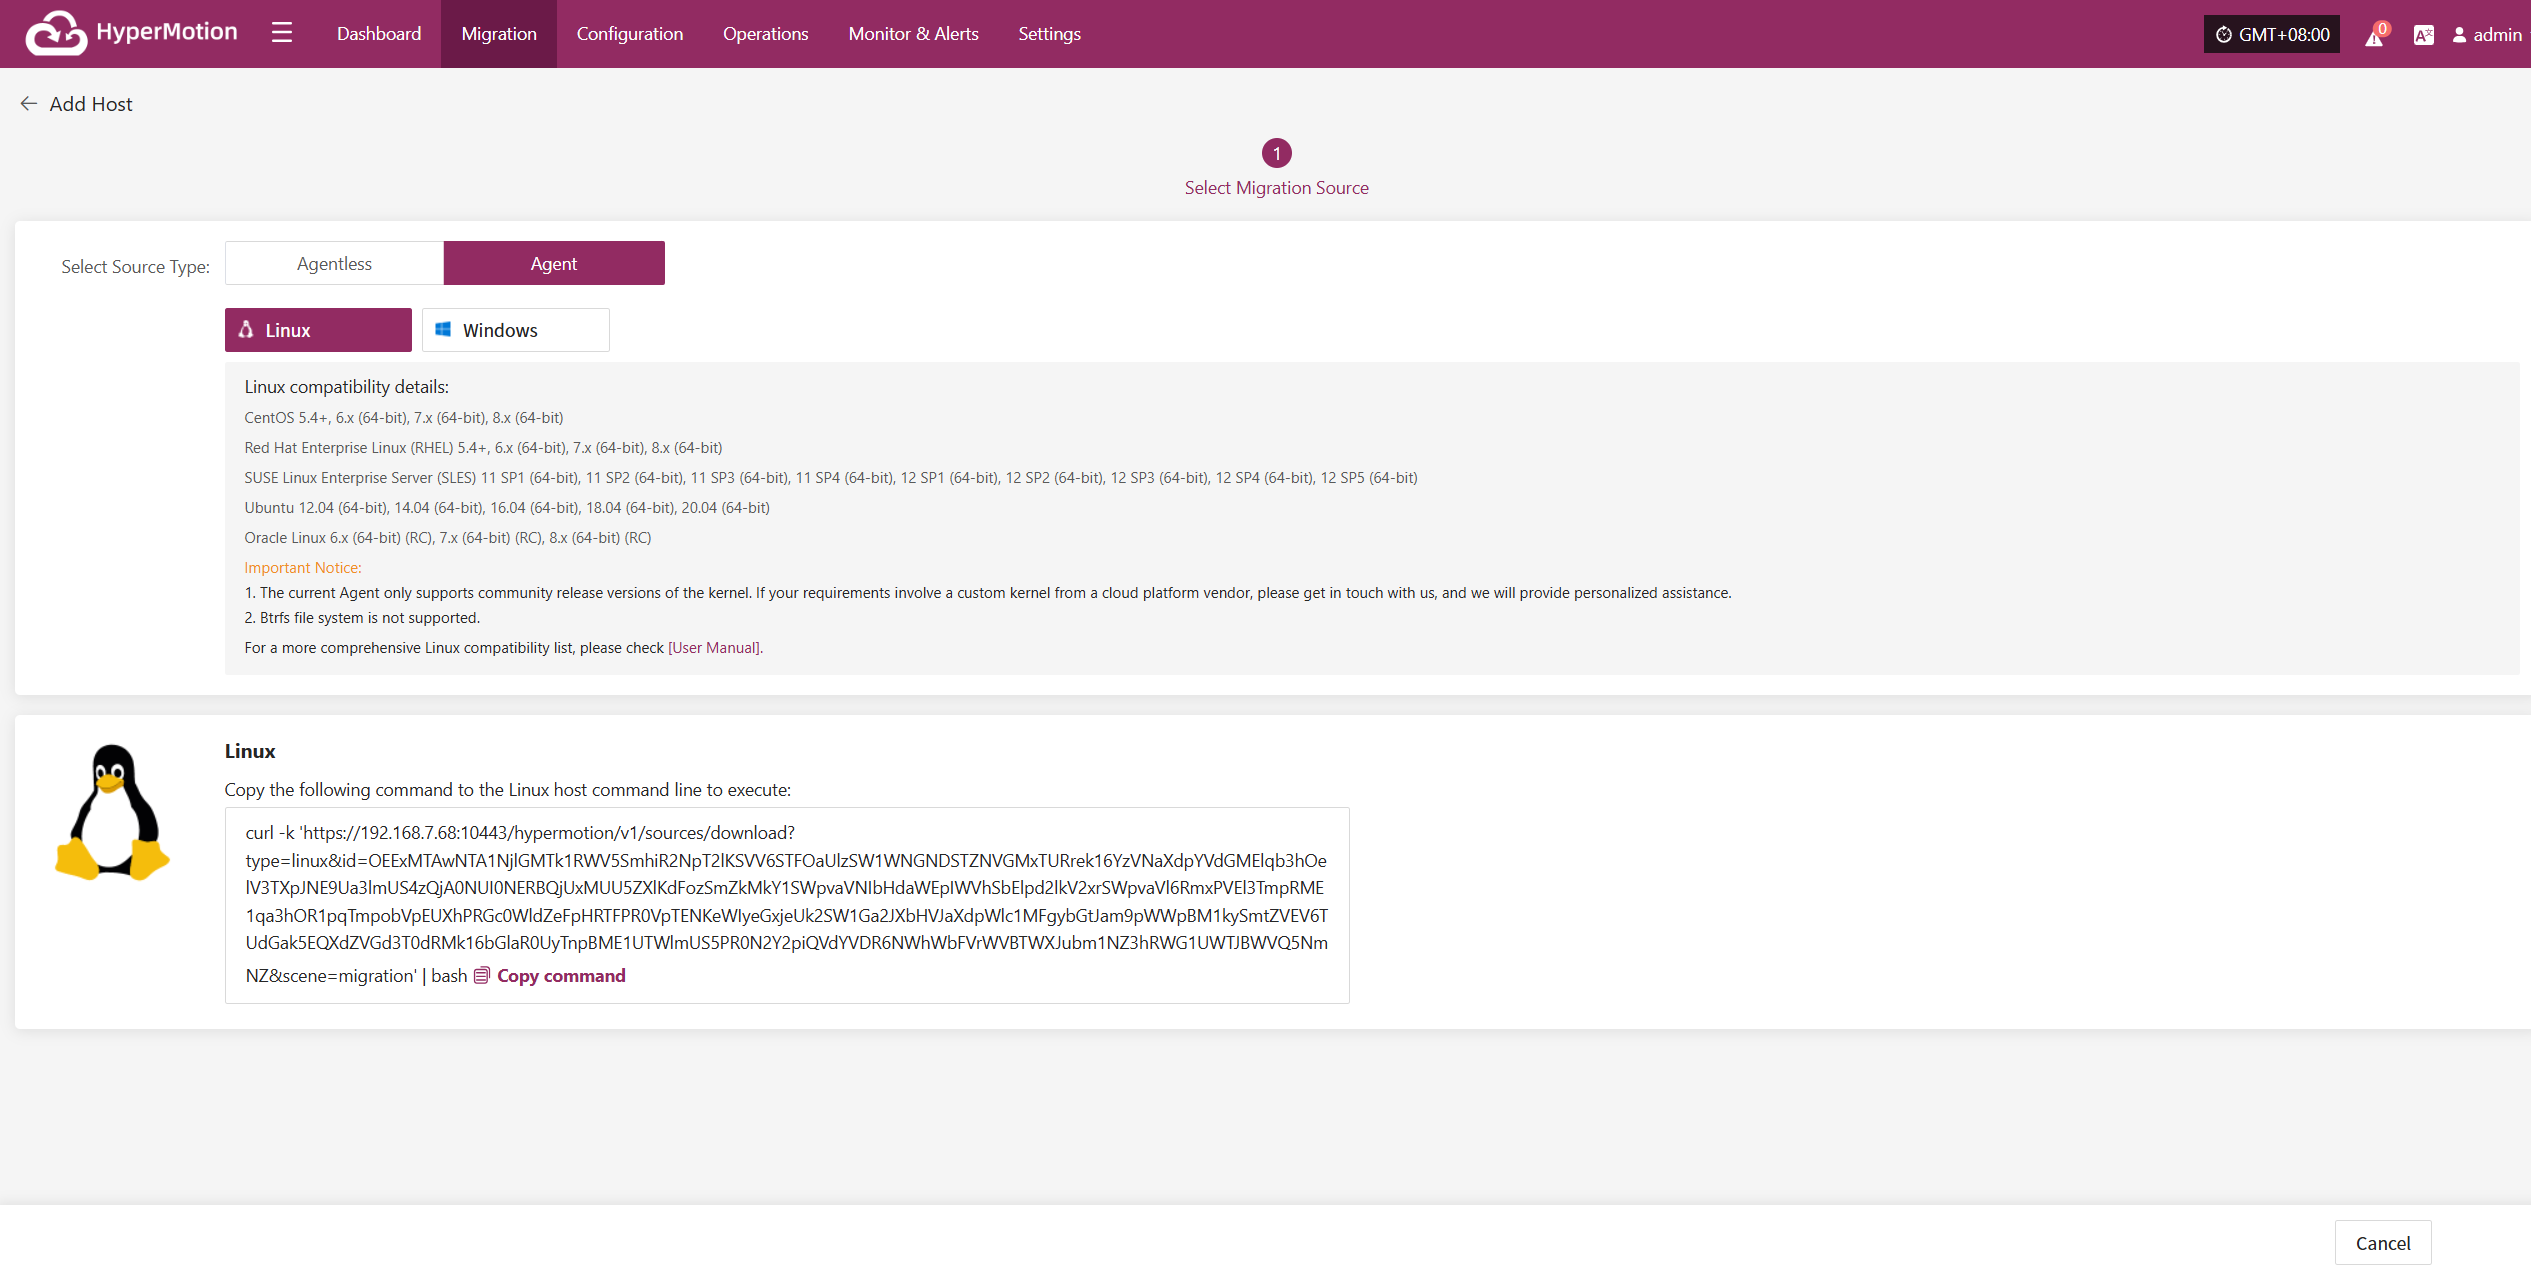 HyperMotion
Dashboard
Migration
Configuration
Operations
Monitor & Alerts
Settings
GMT+08:00
0
admin
Add Host
1
Select Migration Source
Select Source Type:
Agentless
Agent
Linux
Windows
Linux compatibility details:
CentOS 5.4+, 6.x (64-bit), 7.x (64-bit), 8.x (64-bit)
Red Hat Enterprise Linux (RHEL) 5.4+, 6.x (64-bit), 7.x (64-bit), 8.x (64-bit)
SUSE Linux Enterprise Server (SLES) 11 SP1 (64-bit), 11 SP2 (64-bit), 11 SP3 (64-bit), 11 SP4 (64-bit), 12 SP1 (64-bit), 12 SP2 (64-bit), 12 SP3 (64-bit), 12 SP4 (64-bit), 12 SP5 (64-bit)
Ubuntu 12.04 (64-bit), 14.04 (64-bit), 16.04 (64-bit), 18.04 (64-bit), 20.04 (64-bit)
Oracle Linux 6.x (64-bit) (RC), 7.x (64-bit) (RC), 8.x (64-bit) (RC)
Important Notice:
1. The current Agent only supports community release versions of the kernel. If your requirements involve a custom kernel from a cloud platform vendor, please get in touch with us, and we will provide personalized assistance.
2. Btrfs file system is not supported.
For a more comprehensive Linux compatibility list, please check [User Manual].
Linux
Copy the following command to the Linux host command line to execute:
curl -k 'https://192.168.7.68:10443/hypermotion/v1/sources/download?
type=linux&id=OEExMTAwNTA1NjlGMTk1RWV5SmhiR2NpT2lKSVV6STFOaUlzSW1WNGNDSTZNVGMxTURrek16YzVNaXdpYVdGMElqb3hOe
lV3TXpJNE9Ua3lmUS4zQjA0NUI0NERBQjUxMUU5ZXlKdFozSmZkMkY1SWpvaVNIbHdaWEpIWVhSbElpd2lkV2xrSWpvaVl6RmxPVEl3TmpRME
1qa3hOR1pqTmpobVpEUXhPRGc0WldZeFpHRTFPR0VpTENKeWIyeGxjeUk2SW1Ga2JXbHVJaXdpWlc1MFgybGtJam9pWWpBM1kySmtZVEV6T
UdGak5EQXdZVGd3T0dRMk16bGlaR0UyTnpBME1UTWlmUS5PR0N2Y2piQVdYVDR6NWhWbFVrWVBTWXJubm1NZ3hRWG1UWTJBWVQ5Nm
NZ&scene=migration' | bash Copy command
Cancel